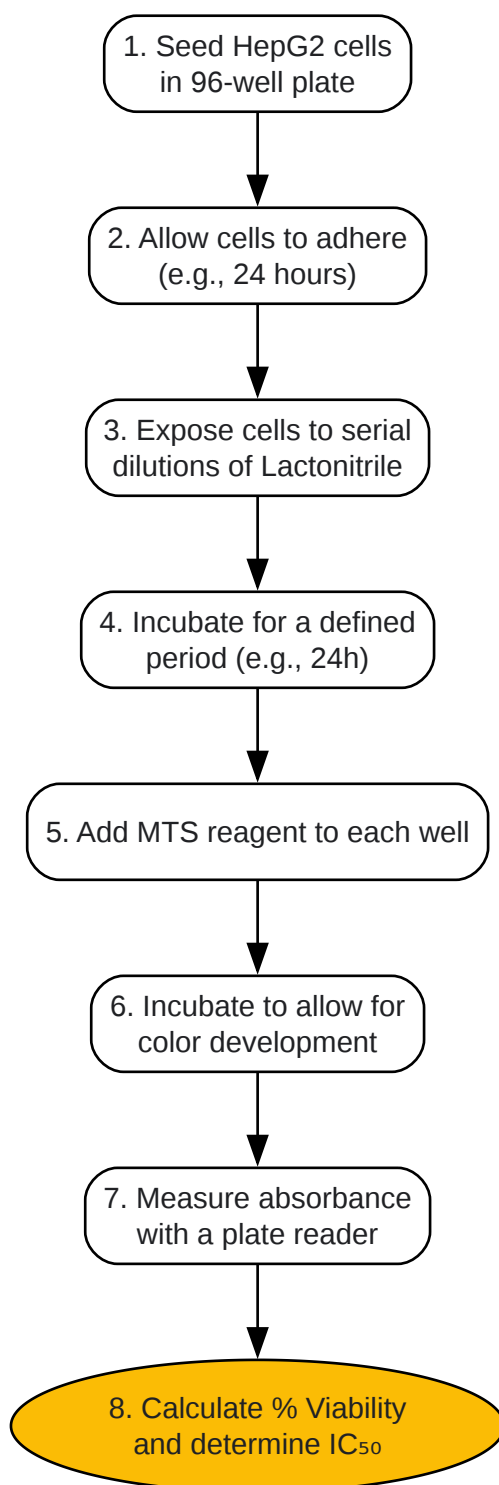 1. Seed HepG2 cells
in 96-well plate
2. Allow cells to adhere
(e.g., 24 hours)
3. Expose cells to serial
dilutions of Lactonitrile
4. Incubate for a defined
period (e.g., 24h)
5. Add MTS reagent to each well
6. Incubate to allow for
color development
7. Measure absorbance
with a plate reader
8. Calculate % Viability
and determine IC₅₀